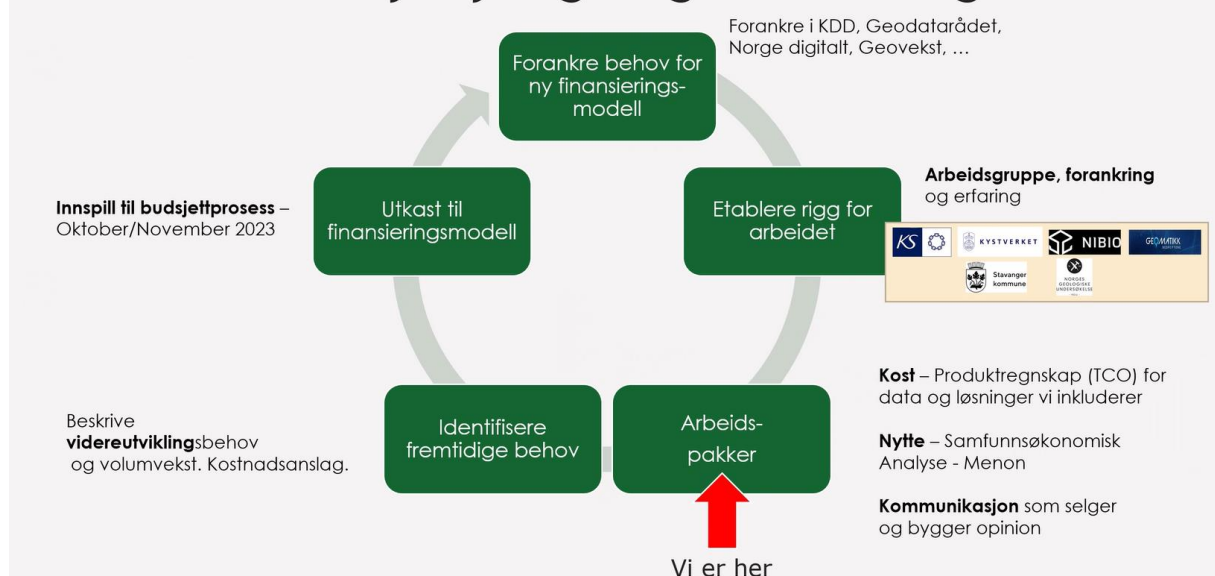 Forankre i KDD, Geodatarådet,
Norge digitalt, Geovekst, …
Forankre behov for
ny finansierings-
modell
Arbeidsgruppe, forankring
og erfaring
Etablere rigg for
arbeidet
KS
KYSTVERKET
NIBIO
GEOMATIKK
Stavanger
kommune
NORGES
GEOLOGISKE
UNDERSØKELSE
Kost – Produktregnskap (TCO) for
data og løsninger vi inkluderer
Nytte – Samfunnsøkonomisk
Analyse - Menon
Kommunikasjon som selger
og bygger opinion
Arbeids-
pakker
Vi er her
Identifisere
fremtidige behov
Beskrive
videreutviklingsbehov
og volumvekst. Kostnadsanslag.
Utkast til
finansieringsmodell
Innspill til budsjettprosess –
Oktober/November 2023